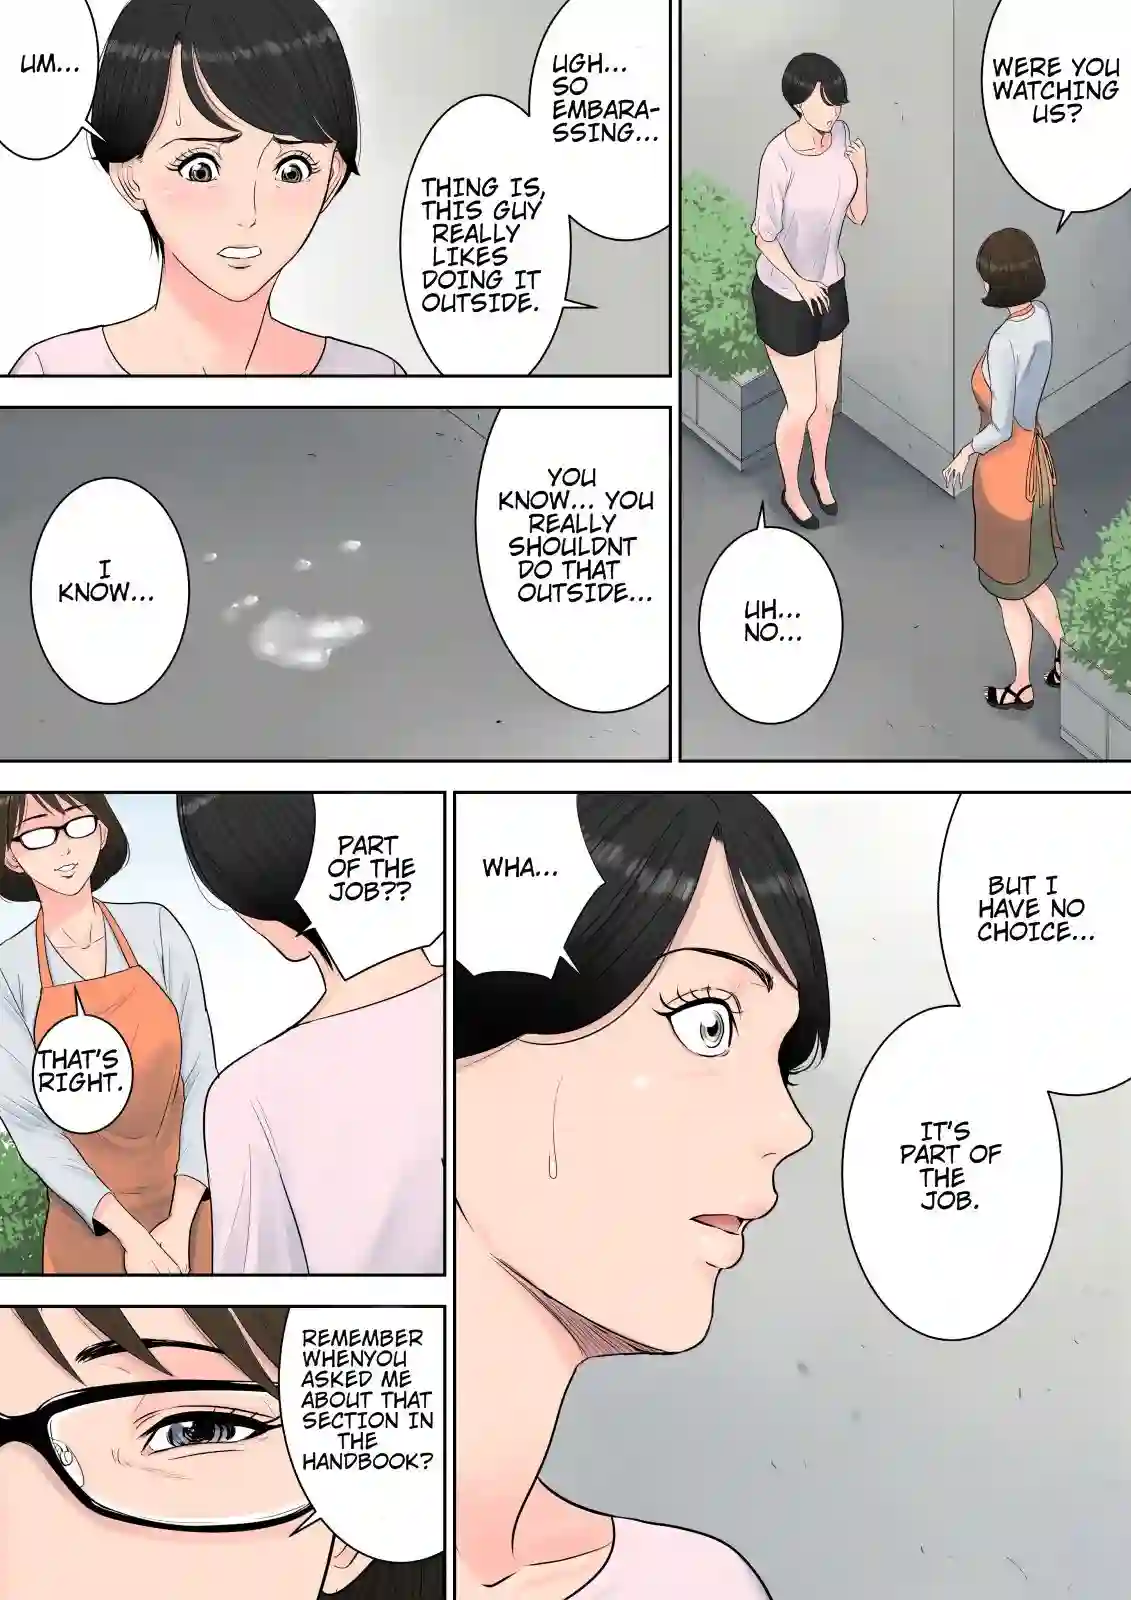 WERE YOU
WATCHING
US?
UH...
NO...
UGH...
SO
EMBARA-
SSING...
THING IS,
THIS GUY
REALLY
LIKES
DOING IT
OUTSIDE.
UM...
YOU
KNOW... YOU
REALLY
SHOULDNT
DO THAT
OUTSIDE...
I
KNOW...
BUT I
HAVE NO
CHOICE...
IT'S
PART OF
THE
JOB.
WHA...
PART
OF THE
JOB??
THAT'S
RIGHT.
REMEMBER
WHENYOU
ASKED ME
ABOUT THAT
SECTION IN
THE
HANDBOOK?